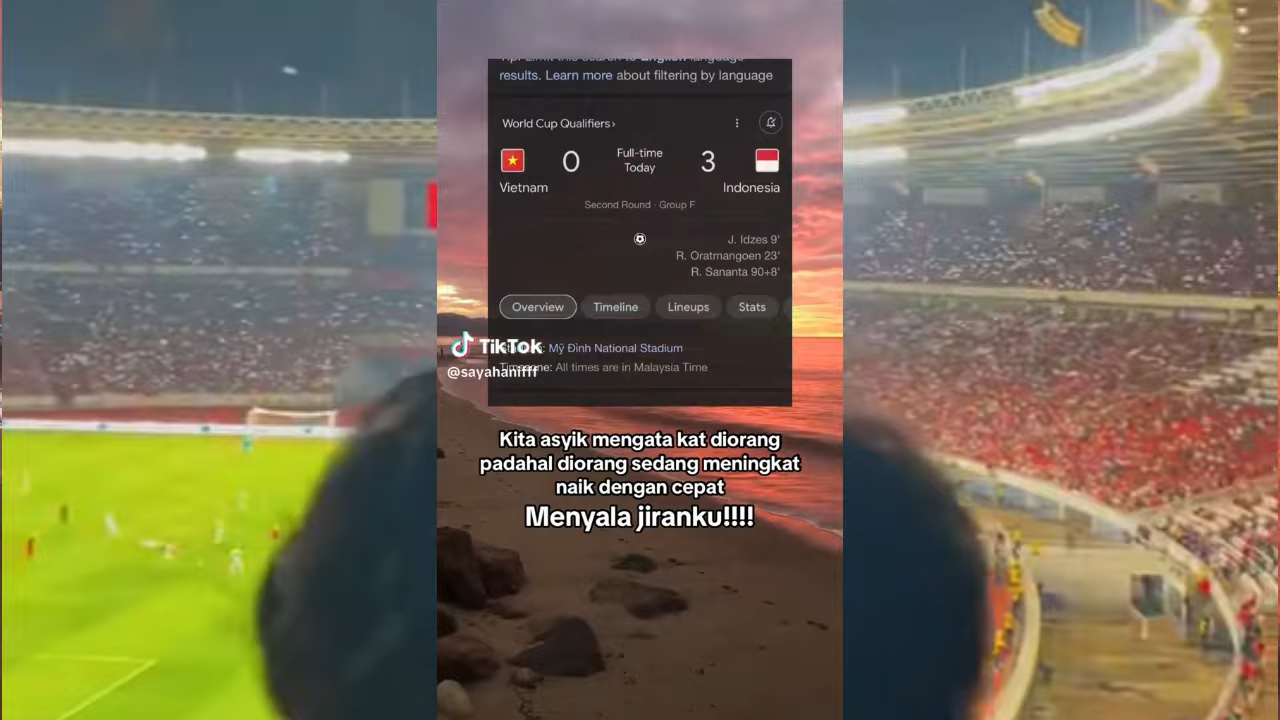 results. Learn more about filtering by language
World Cup Qualifiers ›
0 Full-time 3
Today
Vietnam Indonesia
Second Round · Group F
J. Idzes 9'
R. Oratmangoen 23'
R. Sananta 90+8'
Overview Timeline Lineups Stats
TikTok
Mỹ Đình National Stadium
@sayahanifff
All times are in Malaysia Time
Kita asyik mengata kat diorang
padahal diorang sedang meningkat
naik dengan cepat
Menyala jiranku!!!!